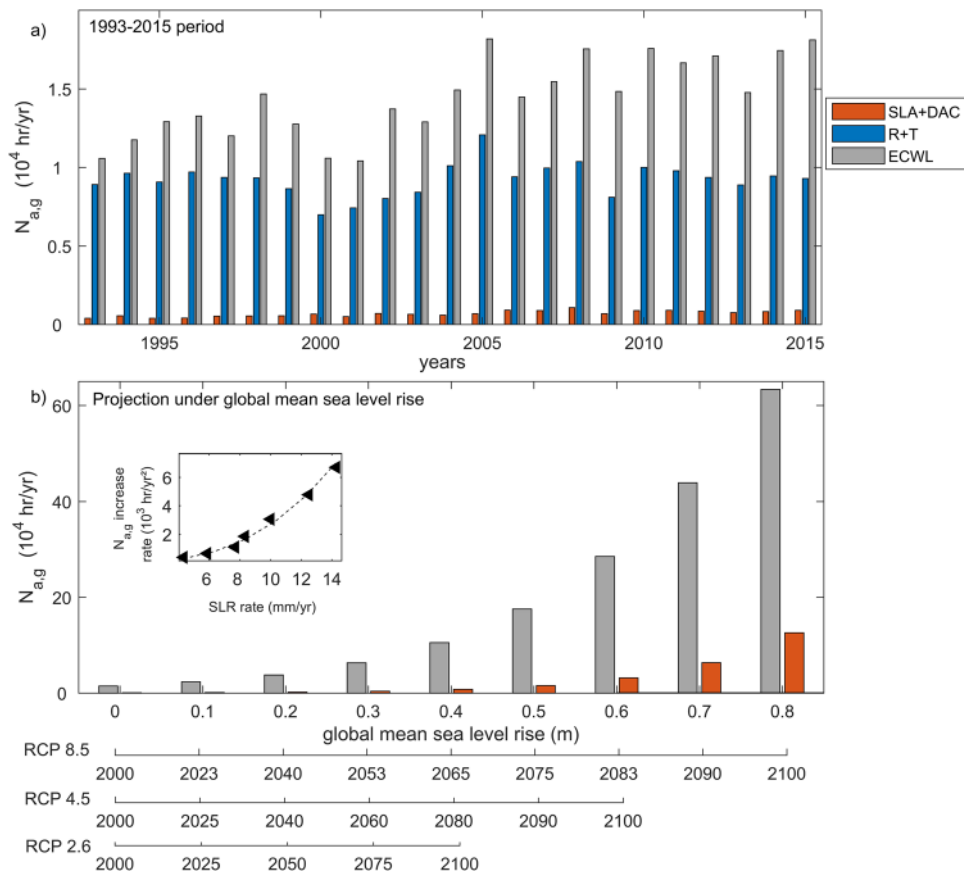 a)
1993-2015 period
N_a,g (10^4 hr/yr)
1.5
1
0.5
0
1995 2000 2005 2010 2015
years
SLA+DAC
R+T
ECWL
b)
Projection under global mean sea level rise
N_a,g (10^4 hr/yr)
60
40
20
0
N_a,g increase
rate (10^3 hr/yr²)
6
4
2
6 8 10 12 14
SLR rate (mm/yr)
0 0.1 0.2 0.3 0.4 0.5 0.6 0.7 0.8
global mean sea level rise (m)
RCP 8.5
2000 2023 2040 2053 2065 2075 2083 2090 2100
RCP 4.5
2000 2025 2040 2060 2080 2090 2100
RCP 2.6
2000 2025 2050 2075 2100